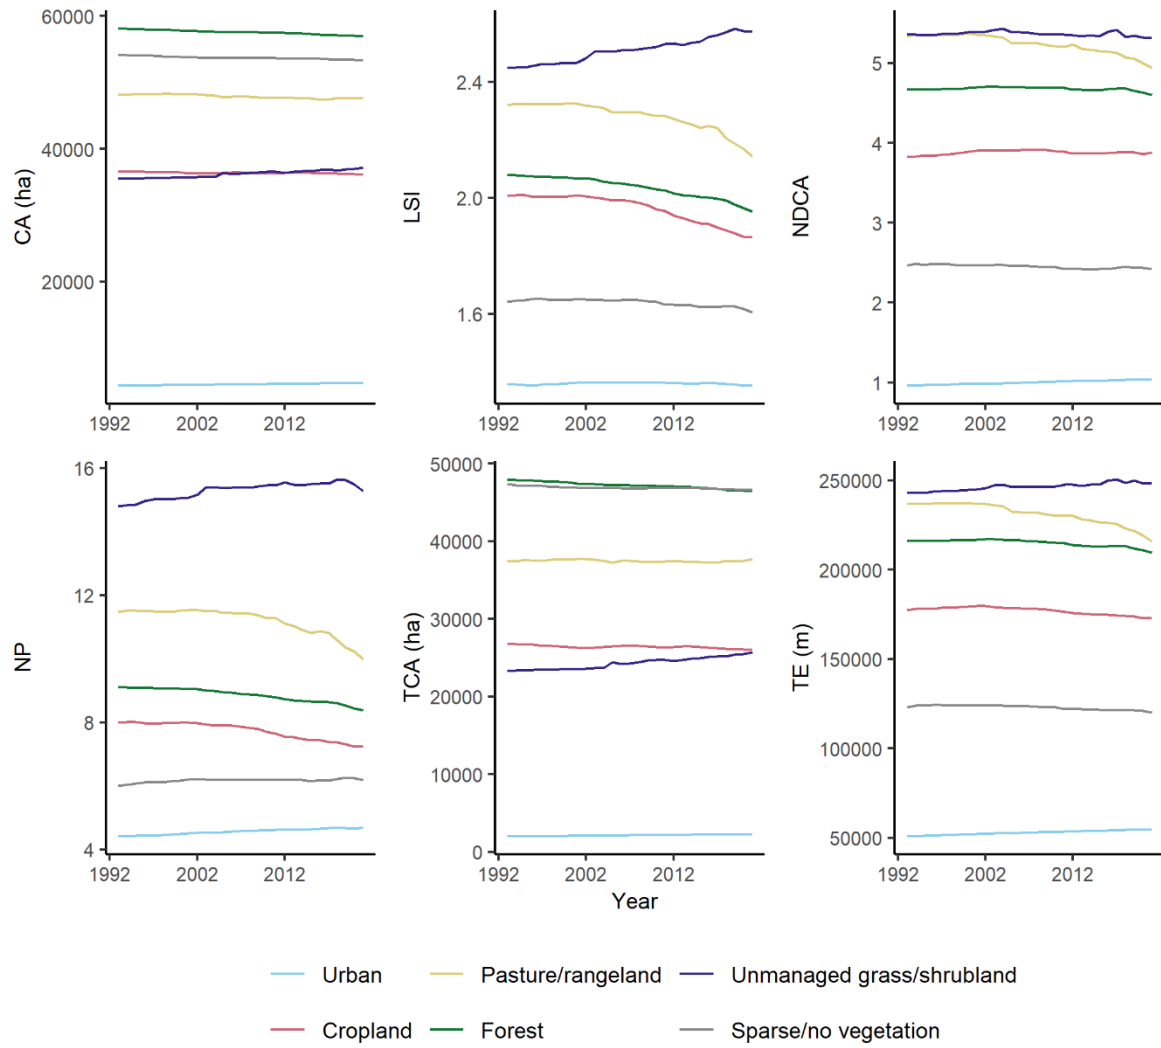 60000
40000
20000
CA (ha)
1992 2002 2012
2.4
2.0
1.6
LSI
1992 2002 2012
5
4
3
2
1
NDCA
1992 2002 2012
16
12
8
4
NP
1992 2002 2012
50000
40000
30000
20000
10000
0
TCA (ha)
1992 2002 2012
250000
200000
150000
100000
50000
TE (m)
1992 2002 2012
Year
Urban Pasture/rangeland Unmanaged grass/shrubland
Cropland Forest Sparse/no vegetation